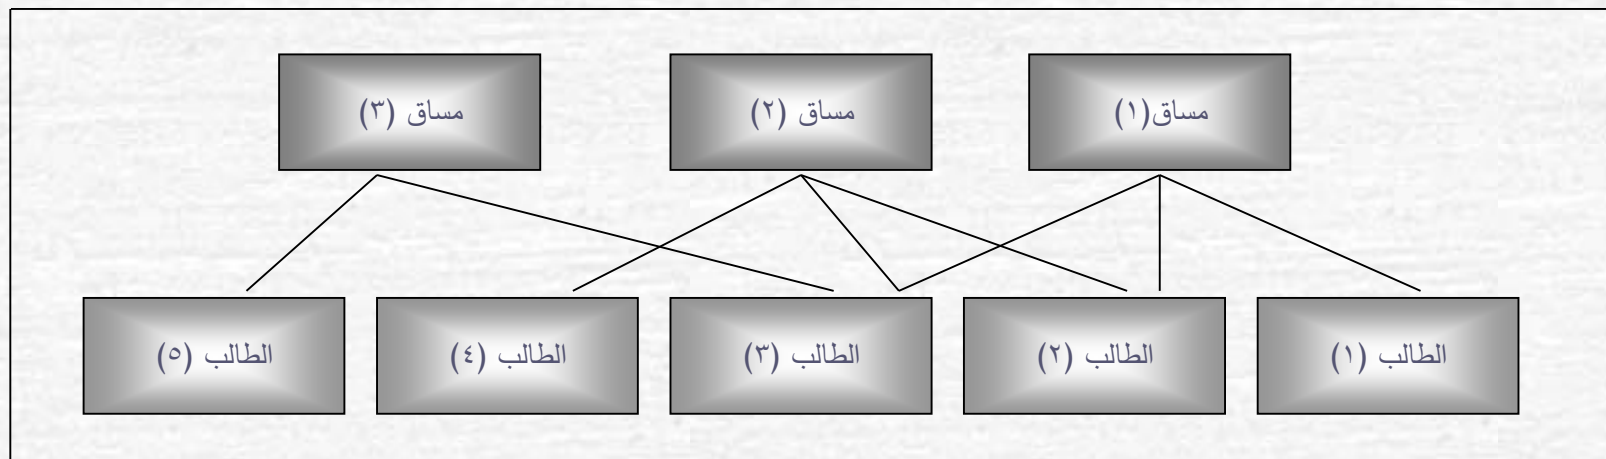 مساق(١)
مساق (٢)
مساق (٣)
الطالب (١)
الطالب (٢)
الطالب (٣)
الطالب (٤)
الطالب (٥)